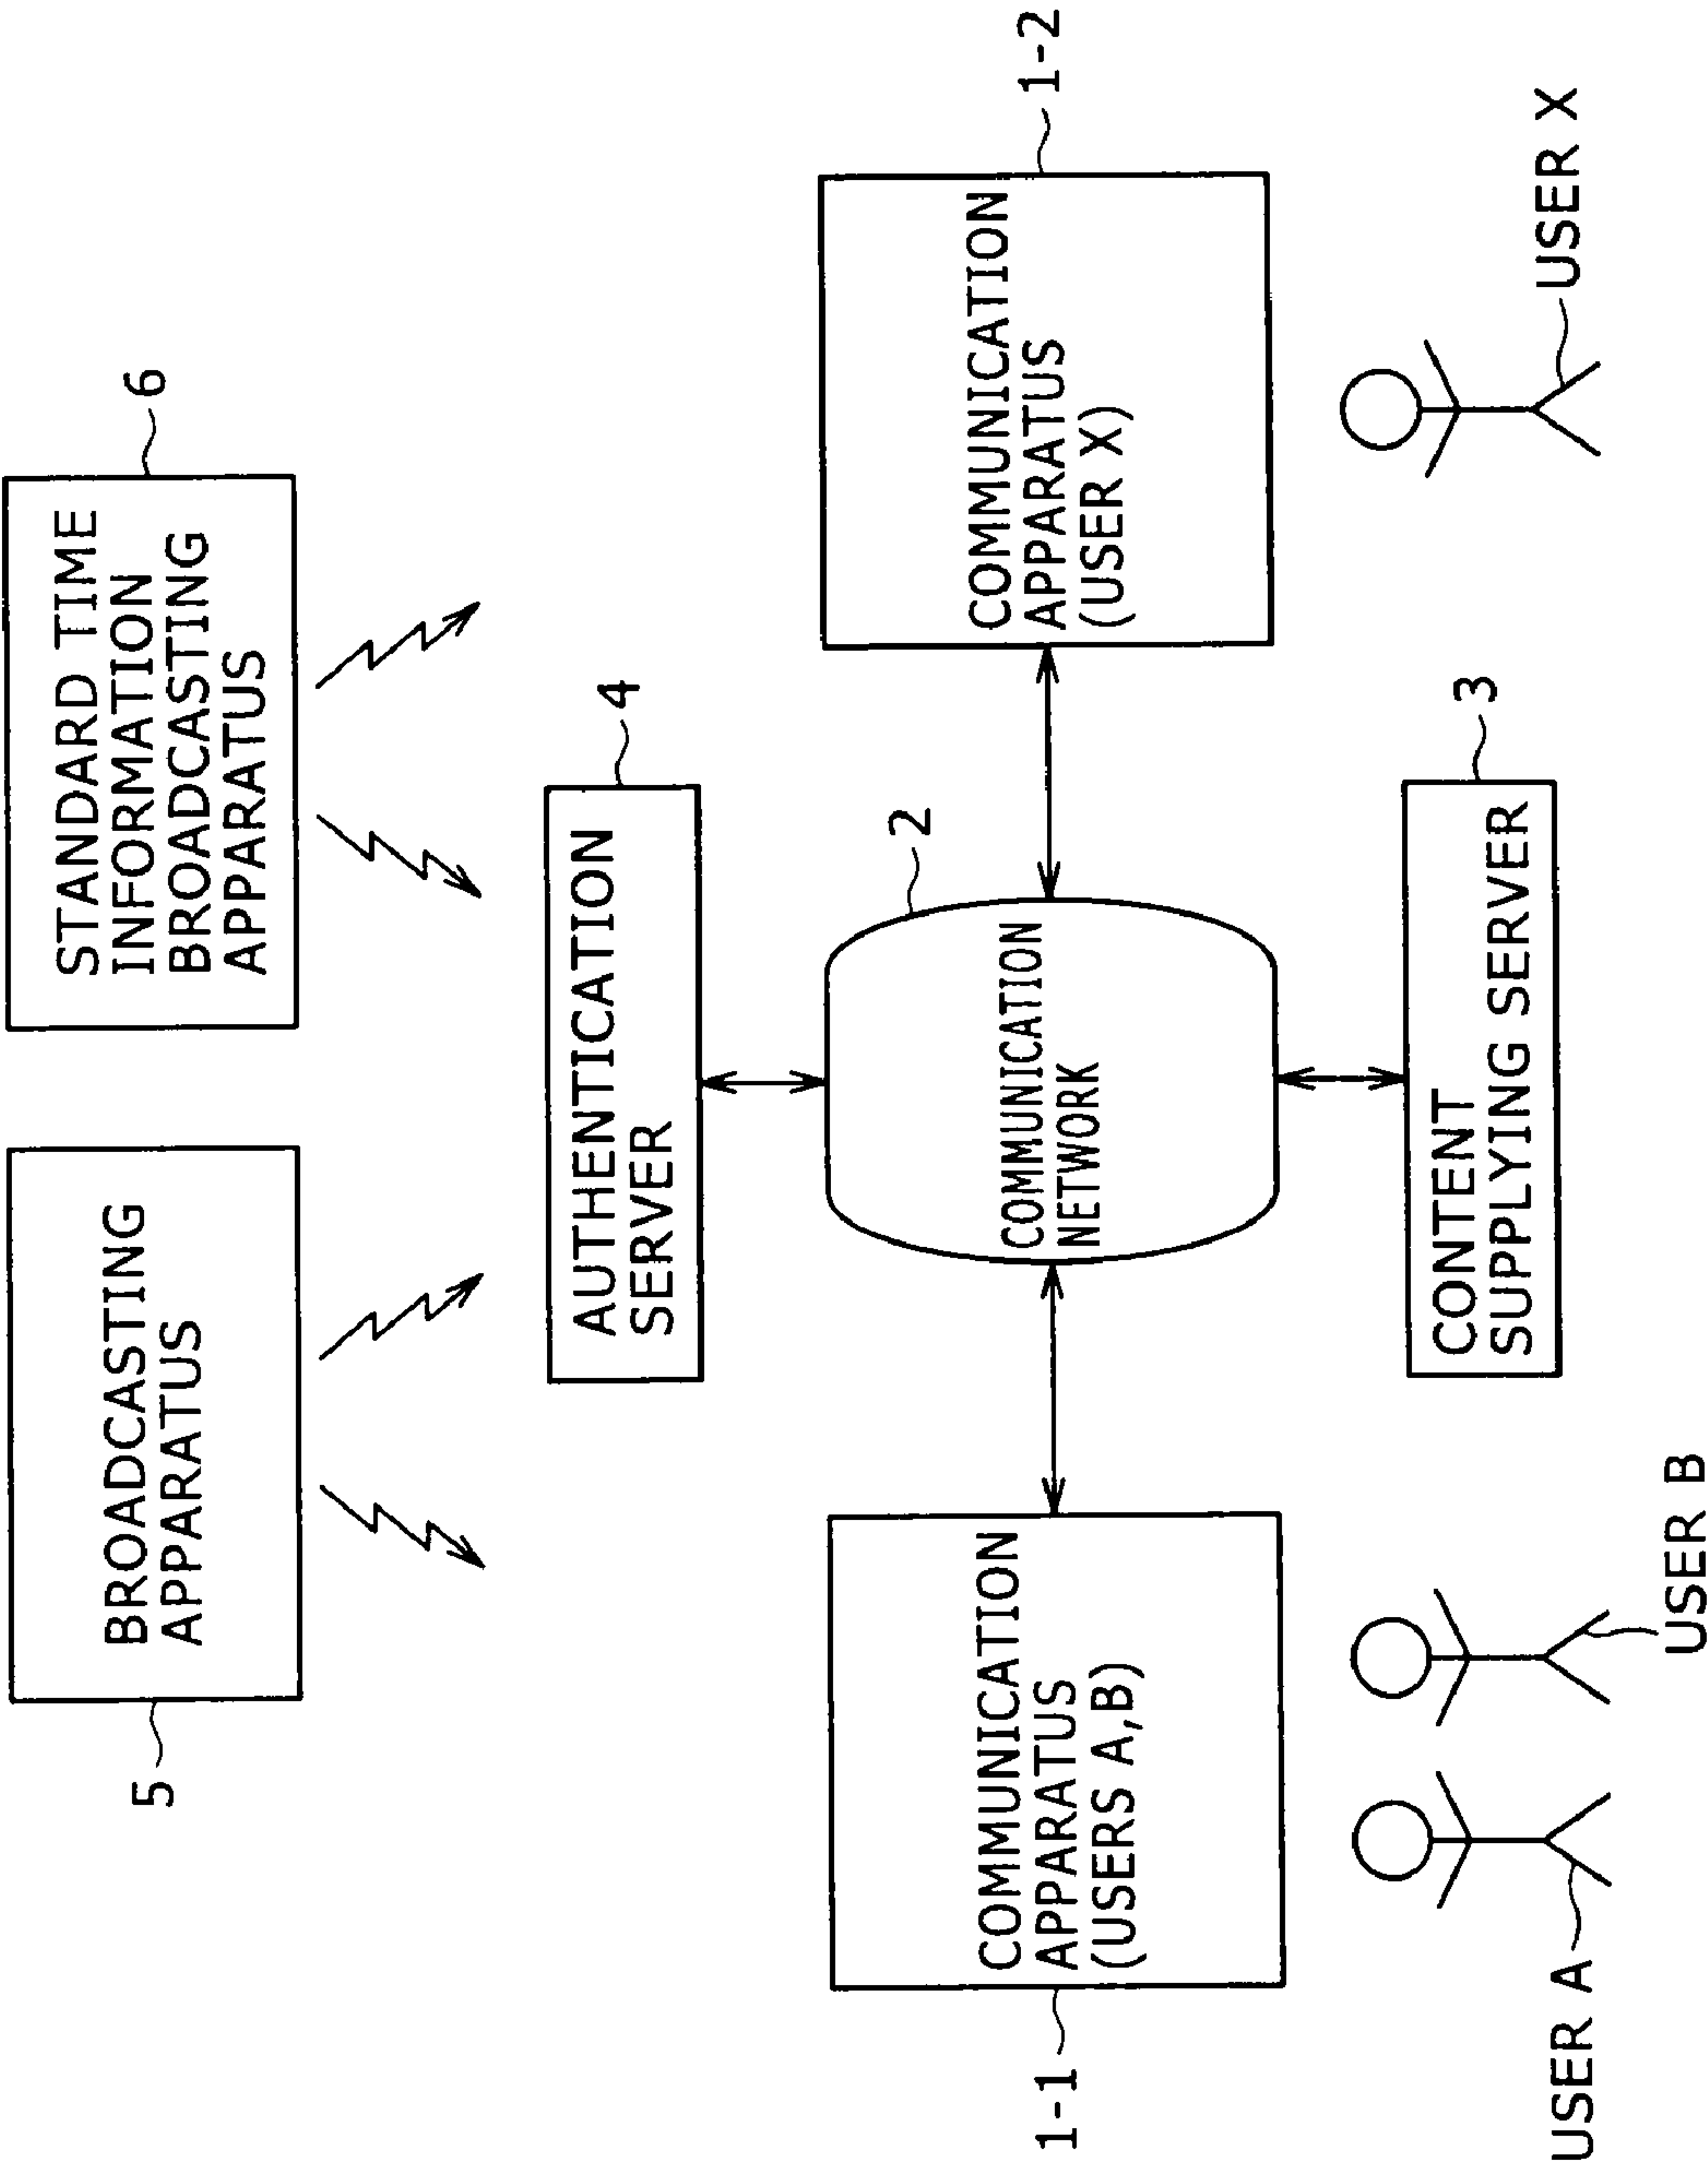 5
BROADCASTING
APPARATUS
STANDARD TIME
INFORMATION
BROADCASTING
APPARATUS
6
AUTHENTICATION
SERVER
4
1-1
COMMUNICATION
APPARATUS
(USERS A,B)
COMMUNICATION
NETWORK
2
COMMUNICATION
APPARATUS
(USER X)
1-2
CONTENT
SUPPLYING SERVER
3
USER A
USER B
USER X